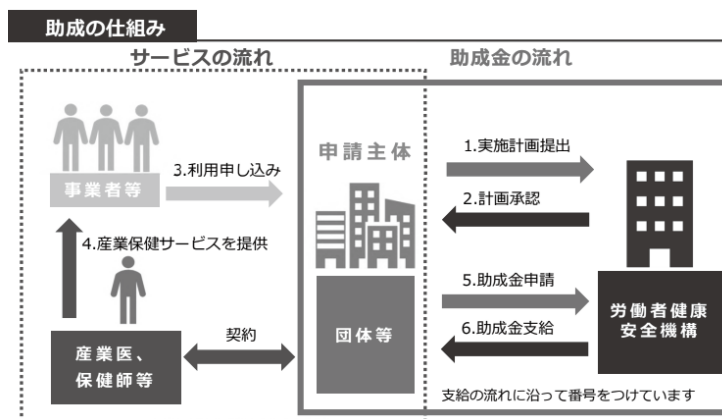 助成の仕組み
サービスの流れ
助成金の流れ
事業者等
3.利用申し込み
申請主体
1.実施計画提出
2.計画承認
4.産業保健サービスを提供
5.助成金申請
6.助成金支給
労働者健康
安全機構
産業医、
保健師等
契約
団体等
支給の流れに沿って番号をつけています